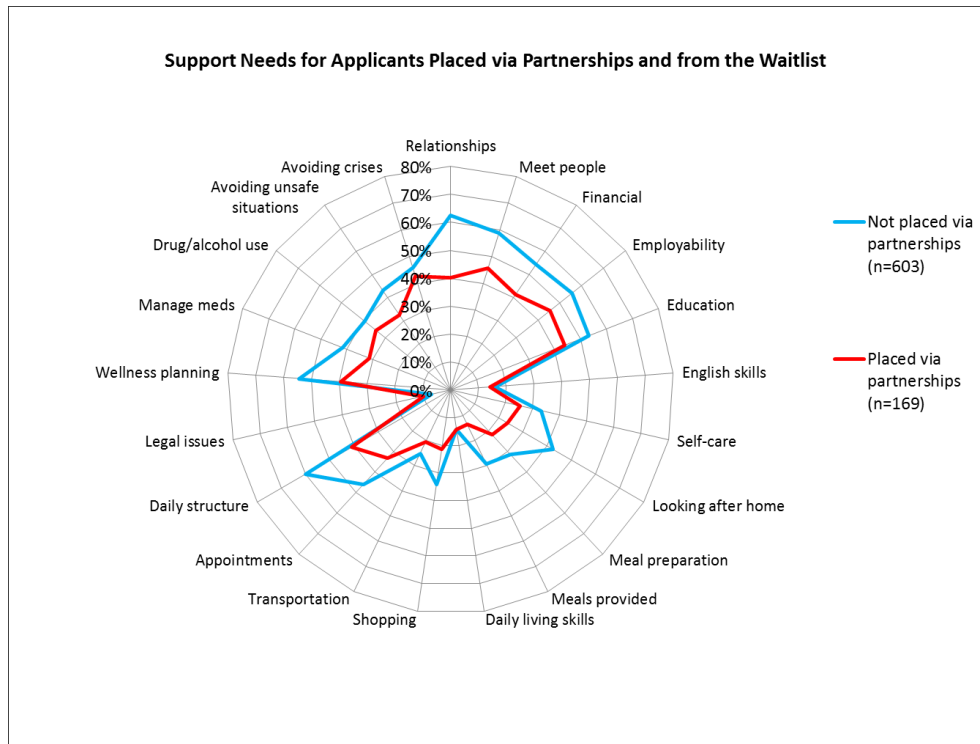 Support Needs for Applicants Placed via Partnerships and from the Waitlist
Relationships
Meet people
Financial
Employability
Education
English skills
Self-care
Looking after home
Meal preparation
Meals provided
Daily living skills
Shopping
Transportation
Appointments
Daily structure
Legal issues
Wellness planning
Manage meds
Drug/alcohol use
Avoiding unsafe
situations
Avoiding crises
80%
70%
60%
50%
40%
30%
20%
10%
0%
Not placed via
partnerships
(n=603)
Placed via
partnerships
(n=169)